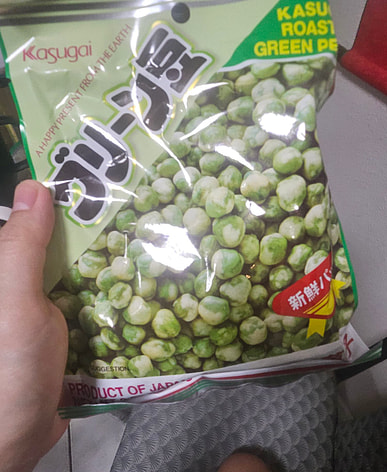 Kasugai
KASU
ROAST
GREEN PE
A HAPPY PRESENT FROM THE EARTH
グリーン豆
新鮮パ
SUGGESTION
PRODUCT OF JAPA